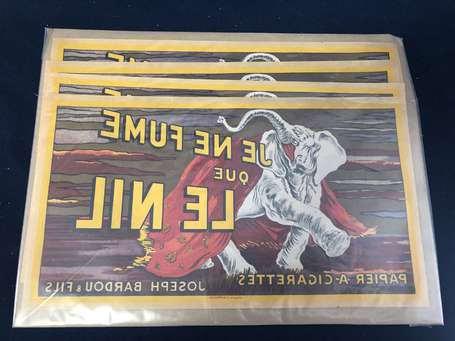 JE NE FUME
QUE
LE NIL
PAPIER A CIGARETTES
JOSEPH BARDOU & FILS